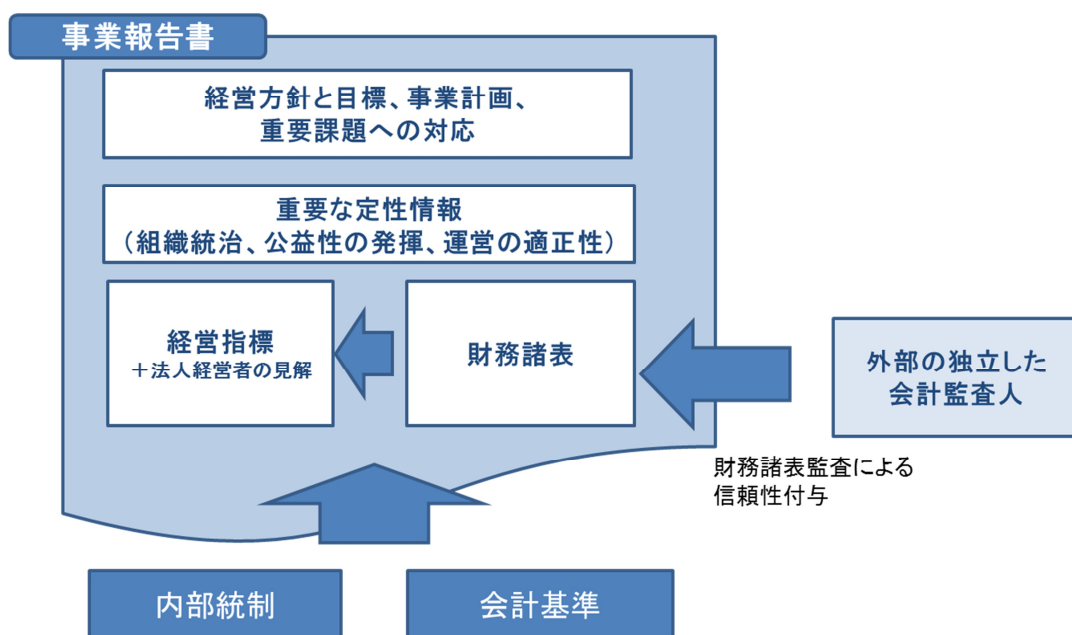 事業報告書
経営方針と目標、事業計画、
重要課題への対応
重要な定性情報
（組織統治、公益性の発揮、運営の適正性）
経営指標
＋法人経営者の見解
財務諸表
外部の独立した
会計監査人
財務諸表監査による
信頼性付与
内部統制
会計基準